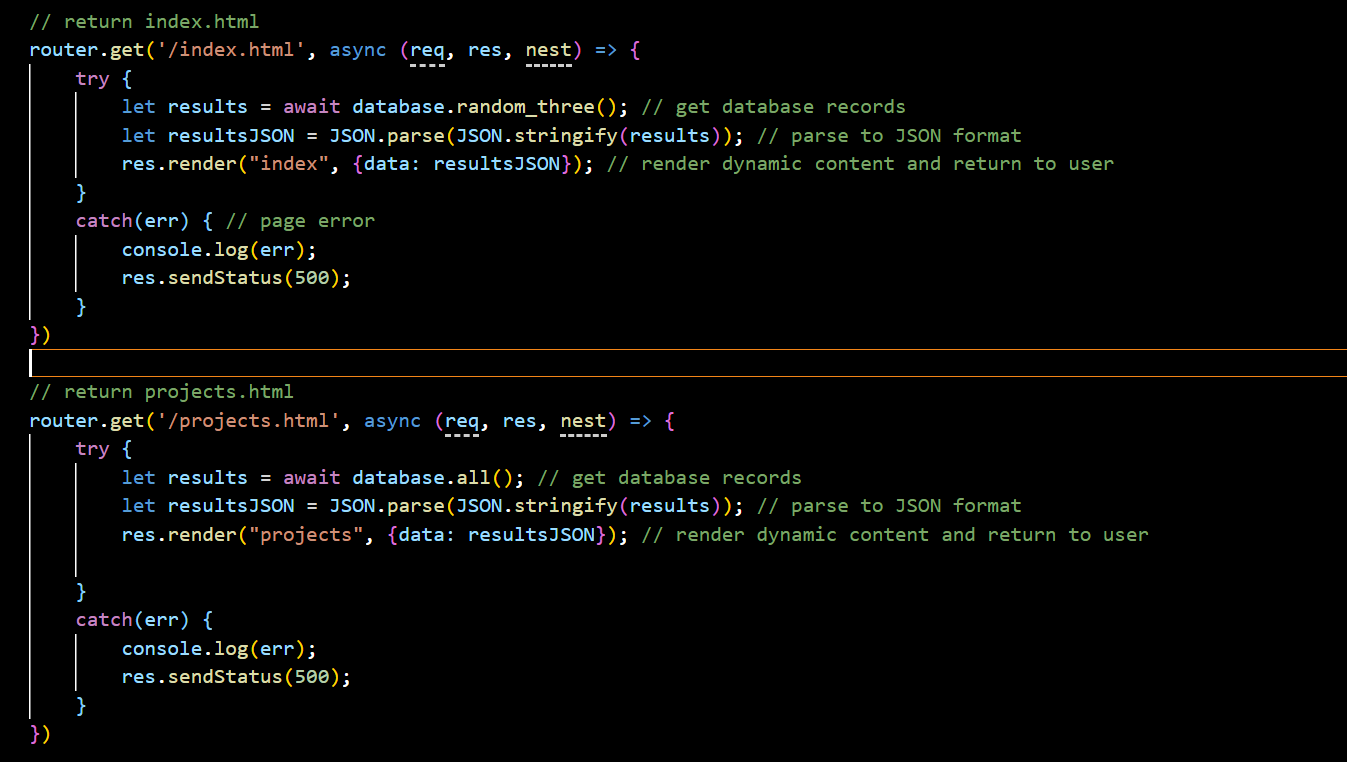 // return index.html
router.get('/index.html', async (req, res, nest) => {
    try {
        let results = await database.random_three(); // get database records
        let resultsJSON = JSON.parse(JSON.stringify(results)); // parse to JSON format
        res.render("index", {data: resultsJSON}); // render dynamic content and return to user
    }
    catch(err) { // page error
        console.log(err);
        res.sendStatus(500);
    }
})
// return projects.html
router.get('/projects.html', async (req, res, nest) => {
    try {
        let results = await database.all(); // get database records
        let resultsJSON = JSON.parse(JSON.stringify(results)); // parse to JSON format
        res.render("projects", {data: resultsJSON}); // render dynamic content and return to user
    }
    catch(err) {
        console.log(err);
        res.sendStatus(500);
    }
})